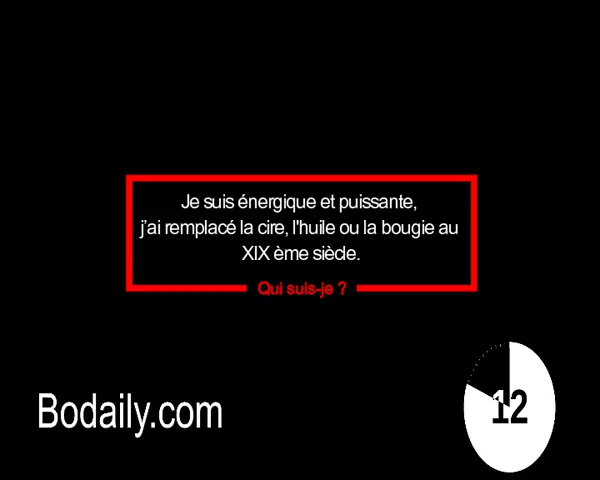 Je suis énergique et puissante,
j'ai remplacé la cire, l'huile ou la bougie au
XIX ème siècle.
Qui suis-je ?
Bodaily.com
12